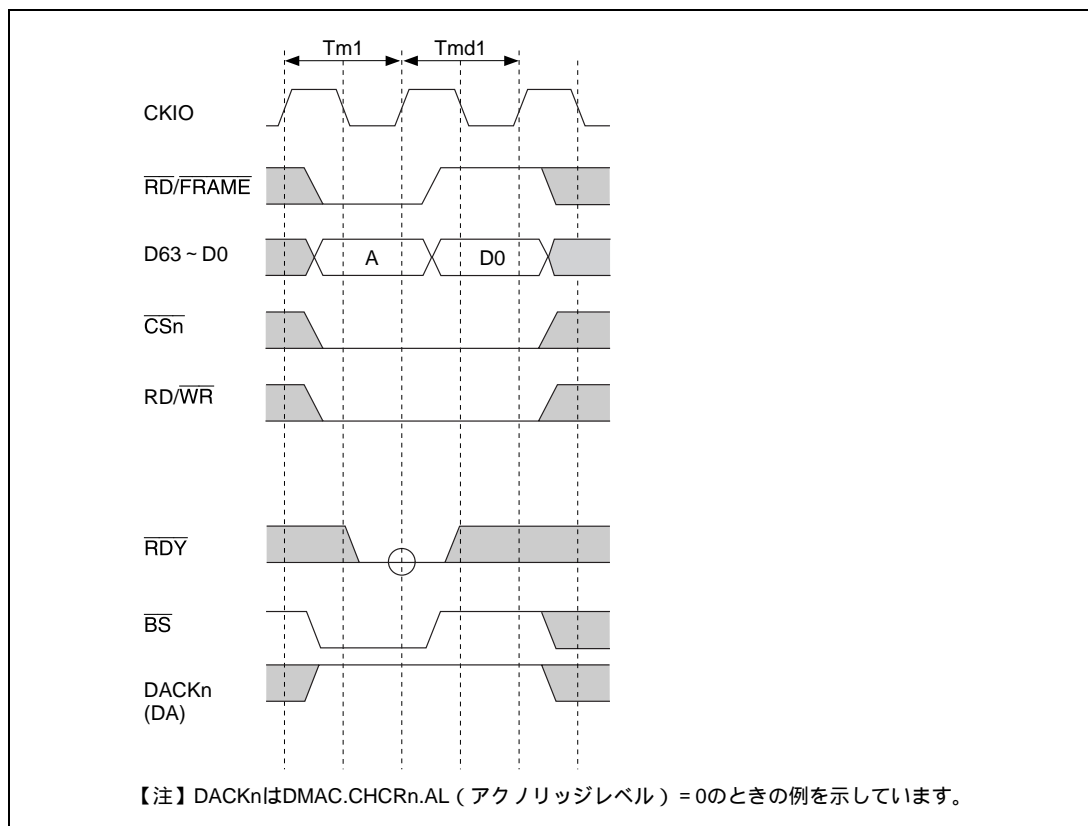 Tm1 Tmd1
CKIO
RD/FRAME
D63 ~ D0 A D0
CSn
RD/WR
RDY
BS
DACKn
(DA)
【注】DACKnはDMAC.CHCRn.AL（アクノリッジレベル）=0のときの例を示しています。